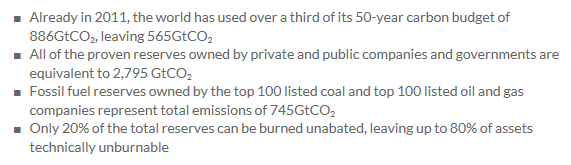 ▪ Already in 2011, the world has used over a third of its 50-year carbon budget of
886GtCO₂, leaving 565GtCO₂
▪ All of the proven reserves owned by private and public companies and governments are
equivalent to 2,795 GtCO₂
▪ Fossil fuel reserves owned by the top 100 listed coal and top 100 listed oil and gas
companies represent total emissions of 745GtCO₂
▪ Only 20% of the total reserves can be burned unabated, leaving up to 80% of assets
technically unburnable